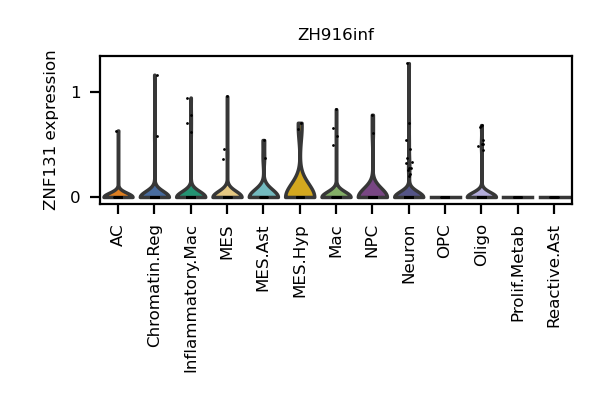 ZH916inf
ZNF131 expression
1
0
AC
Chromatin.Reg
Inflammatory.Mac
MES
MES.Ast
MES.Hyp
Mac
NPC
Neuron
OPC
Oligo
Prolif.Metab
Reactive.Ast